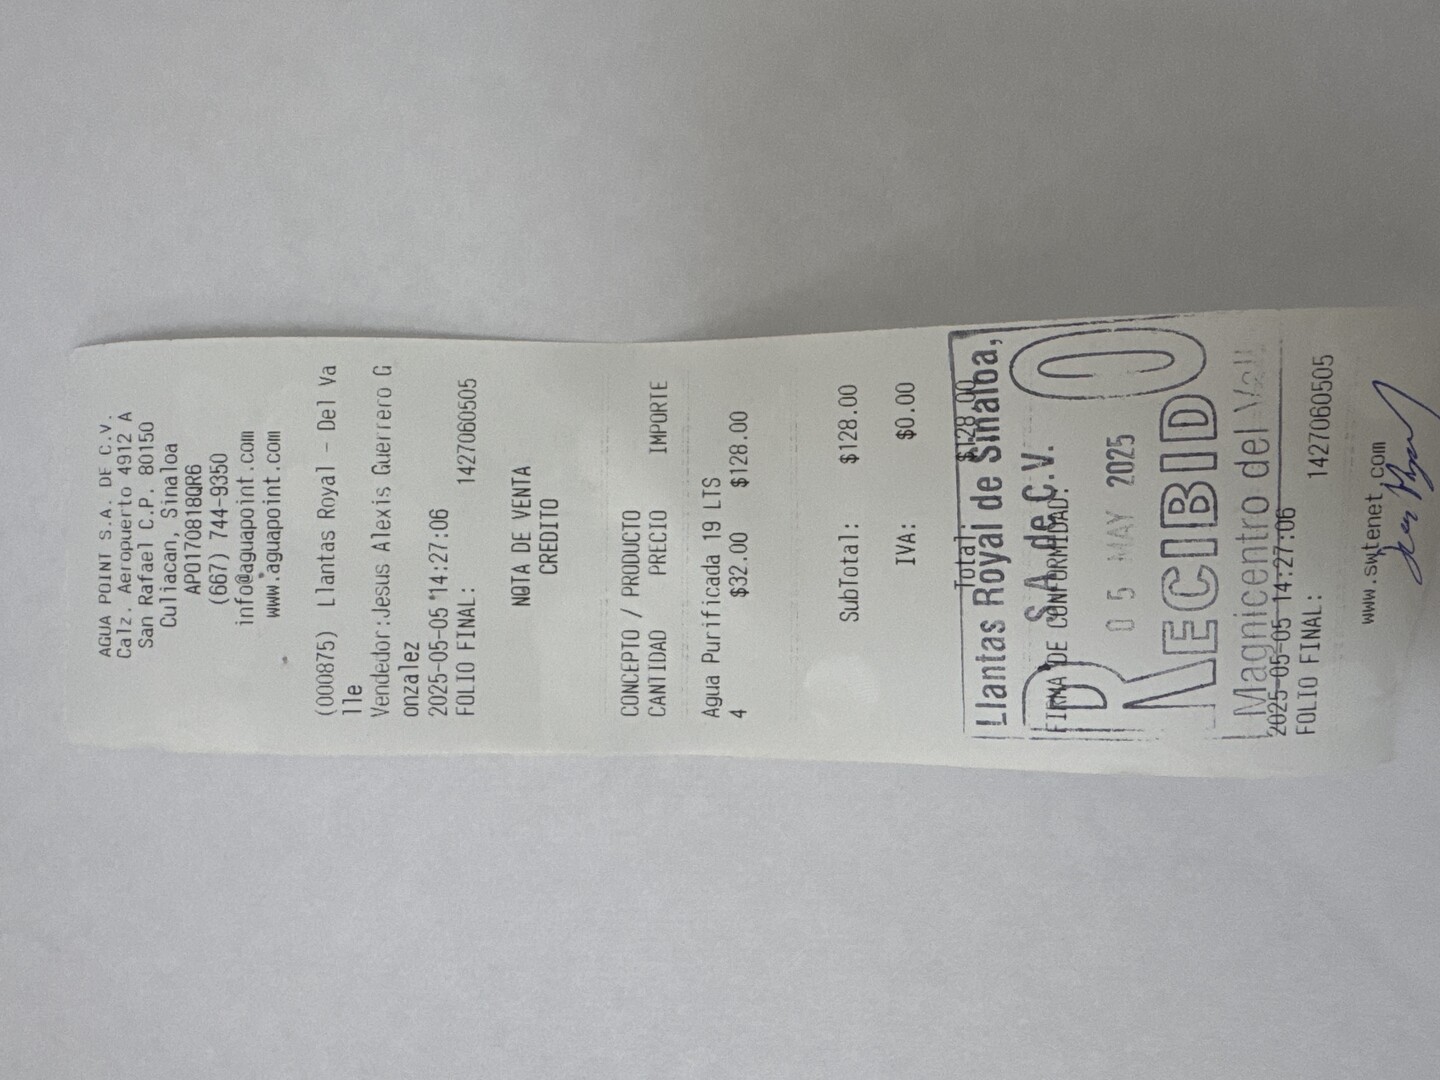 AGUA POINT S.A. DE C.V.
Calz. Aeropuerto 4912 A
San Rafael C.P. 80150
Culiacan, Sinaloa
APO170818QR6
(667) 744-9350
info@aguapoint.com
www.aguapoint.com
(000875) Llantas Royal - Del Va
lle
Vendedor:Jesus Alexis Guerrero G
onzalez
2025-05-05 14:27:06
FOLIO FINAL: 1427060505
NOTA DE VENTA
CREDITO
CONCEPTO / PRODUCTO
CANTIDAD PRECIO IMPORTE
Agua Purificada 19 LTS
4 $32.00 $128.00
SubTotal: $128.00
IVA: $0.00
Total: $128.00
Llantas Royal de Sinaloa,
S.A. de C.V.
FIRMA DE CONFORMIDAD:
05 MAY 2025
RECIBIDO
Magnicentro del Valle
2025-05-05 14:27:06
FOLIO FINAL: 1427060505
www.swtenet.com